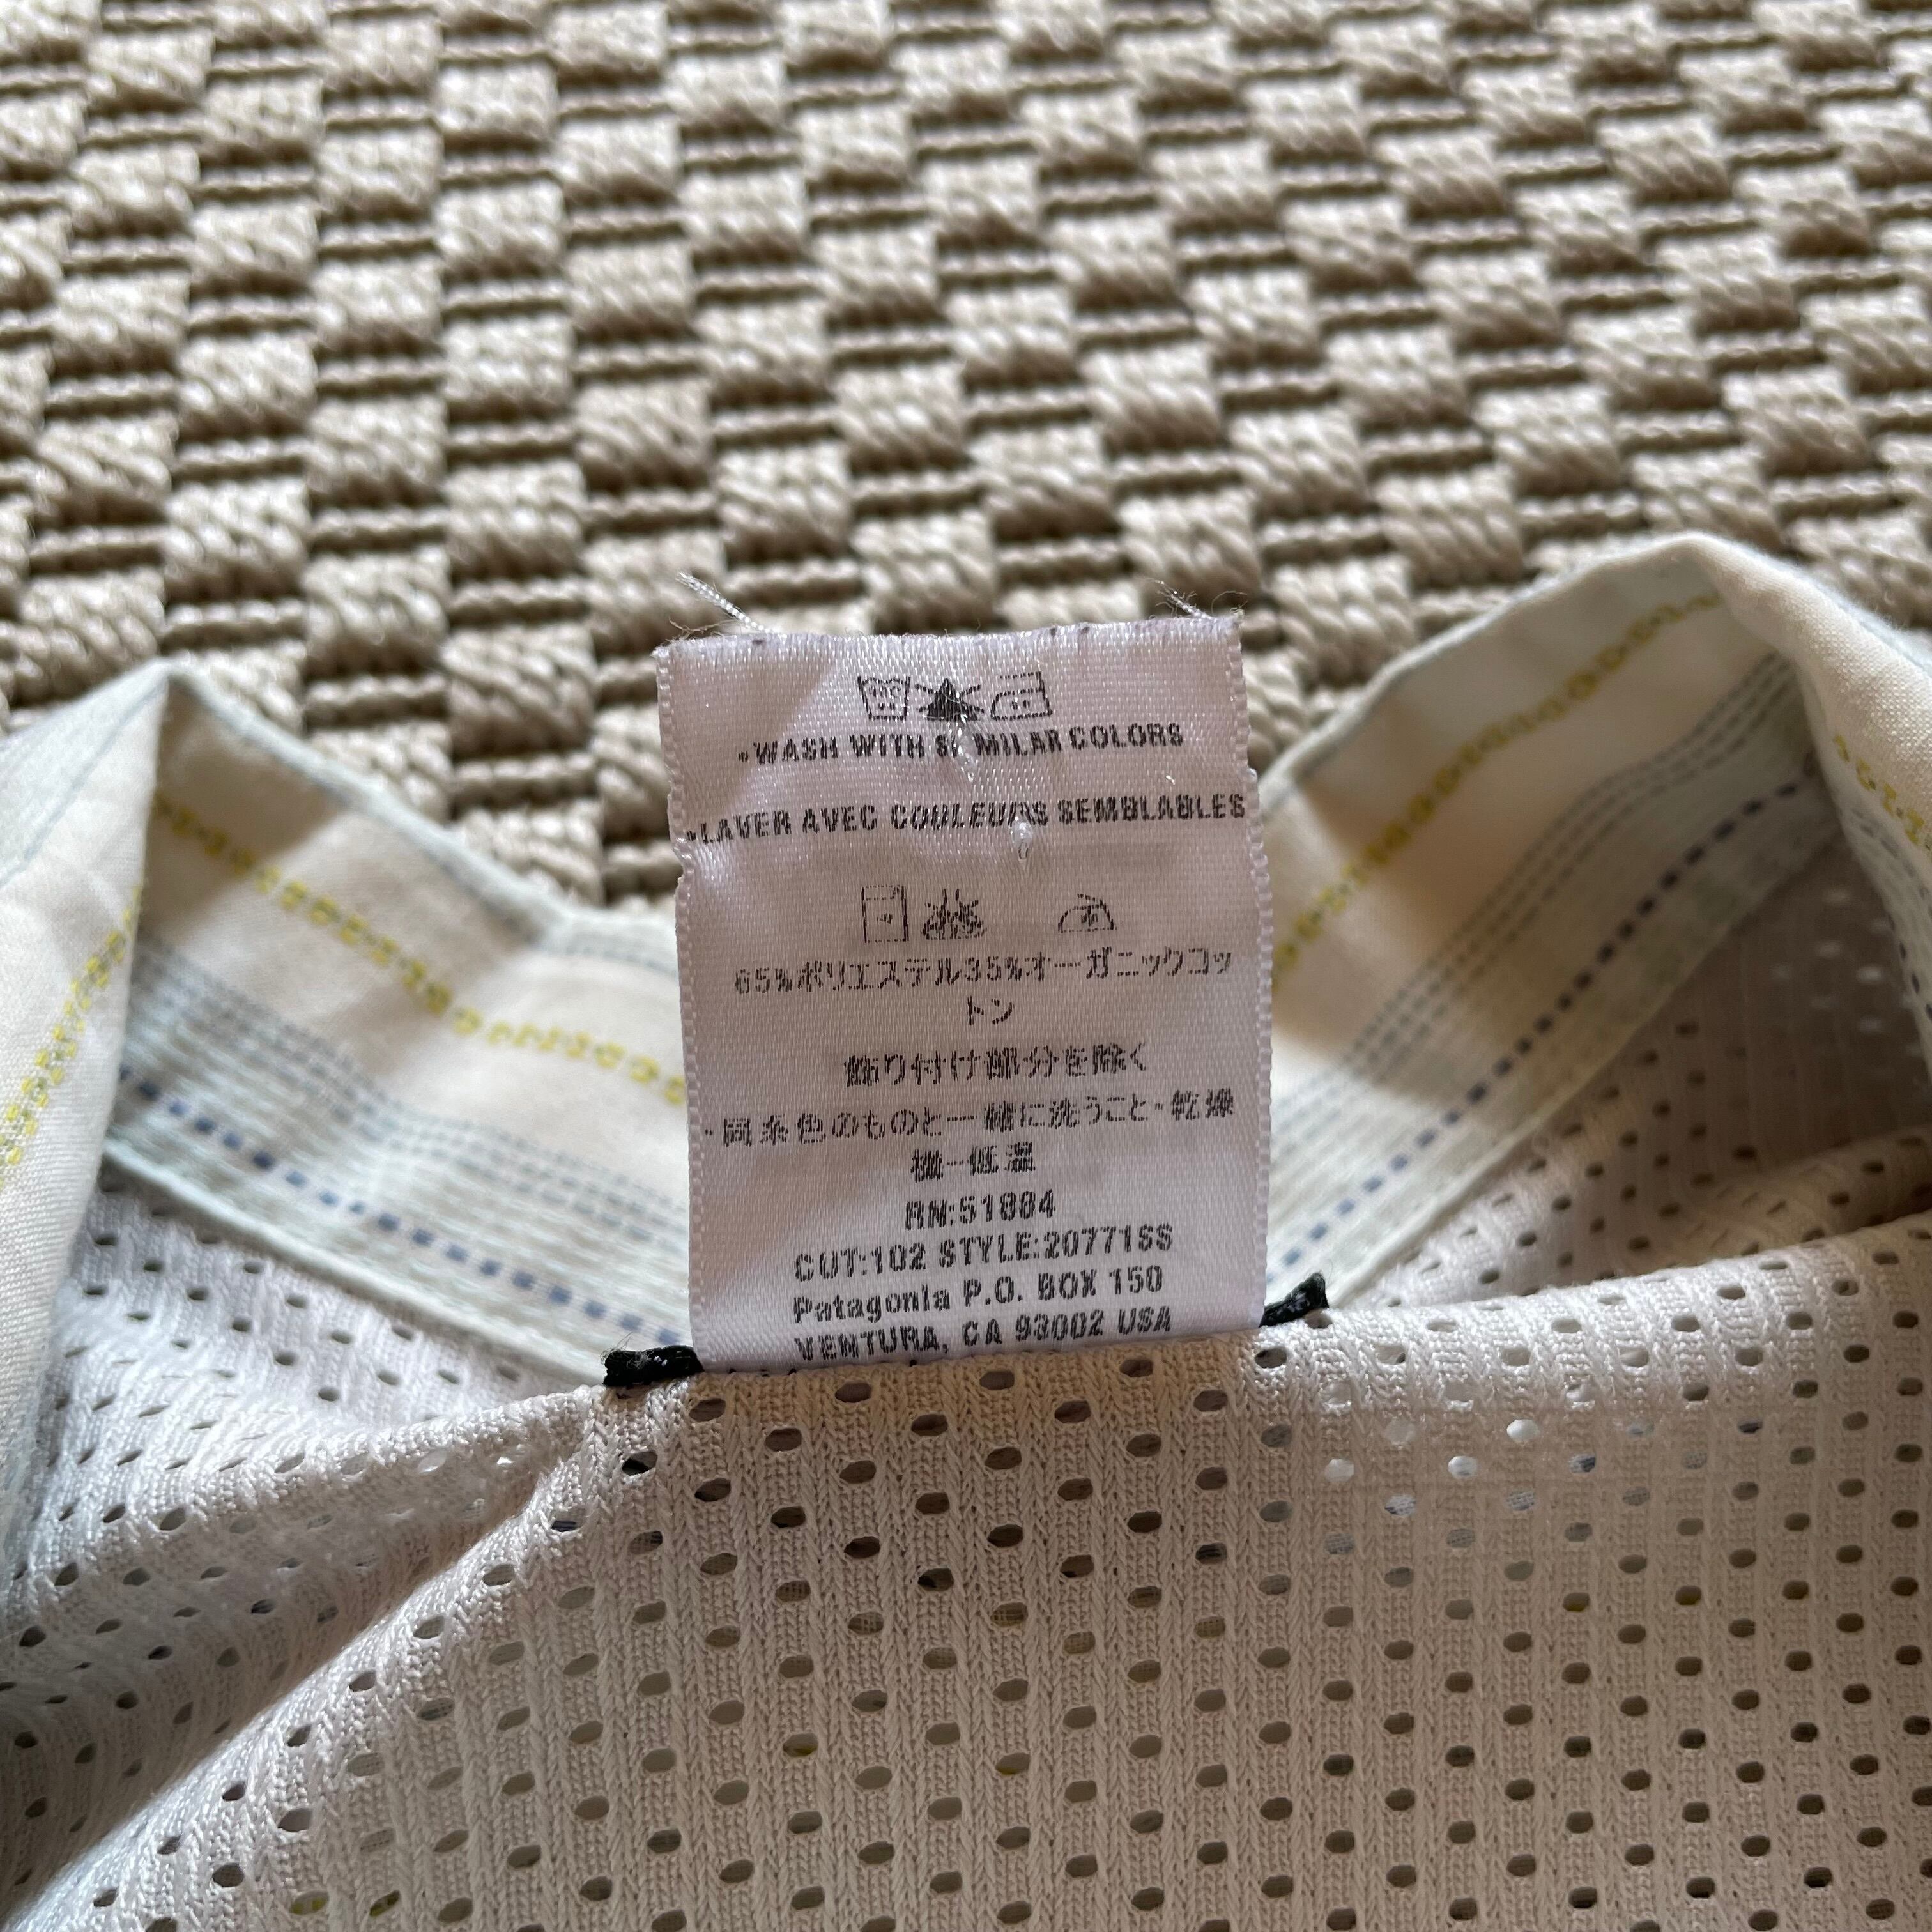 •WASH WITH SIMILAR COLORS
•LAVER AVEC COULEURS SEMBLABLES
65%ポリエステル35%オーガニックコッ
トン
飾り付け部分を除く
・同系色のものと一緒に洗うこと・乾燥
機-低温
RN:51884
CUT:102 STYLE:20771SS
Patagonia P.O. BOX 150
VENTURA, CA 93002 USA